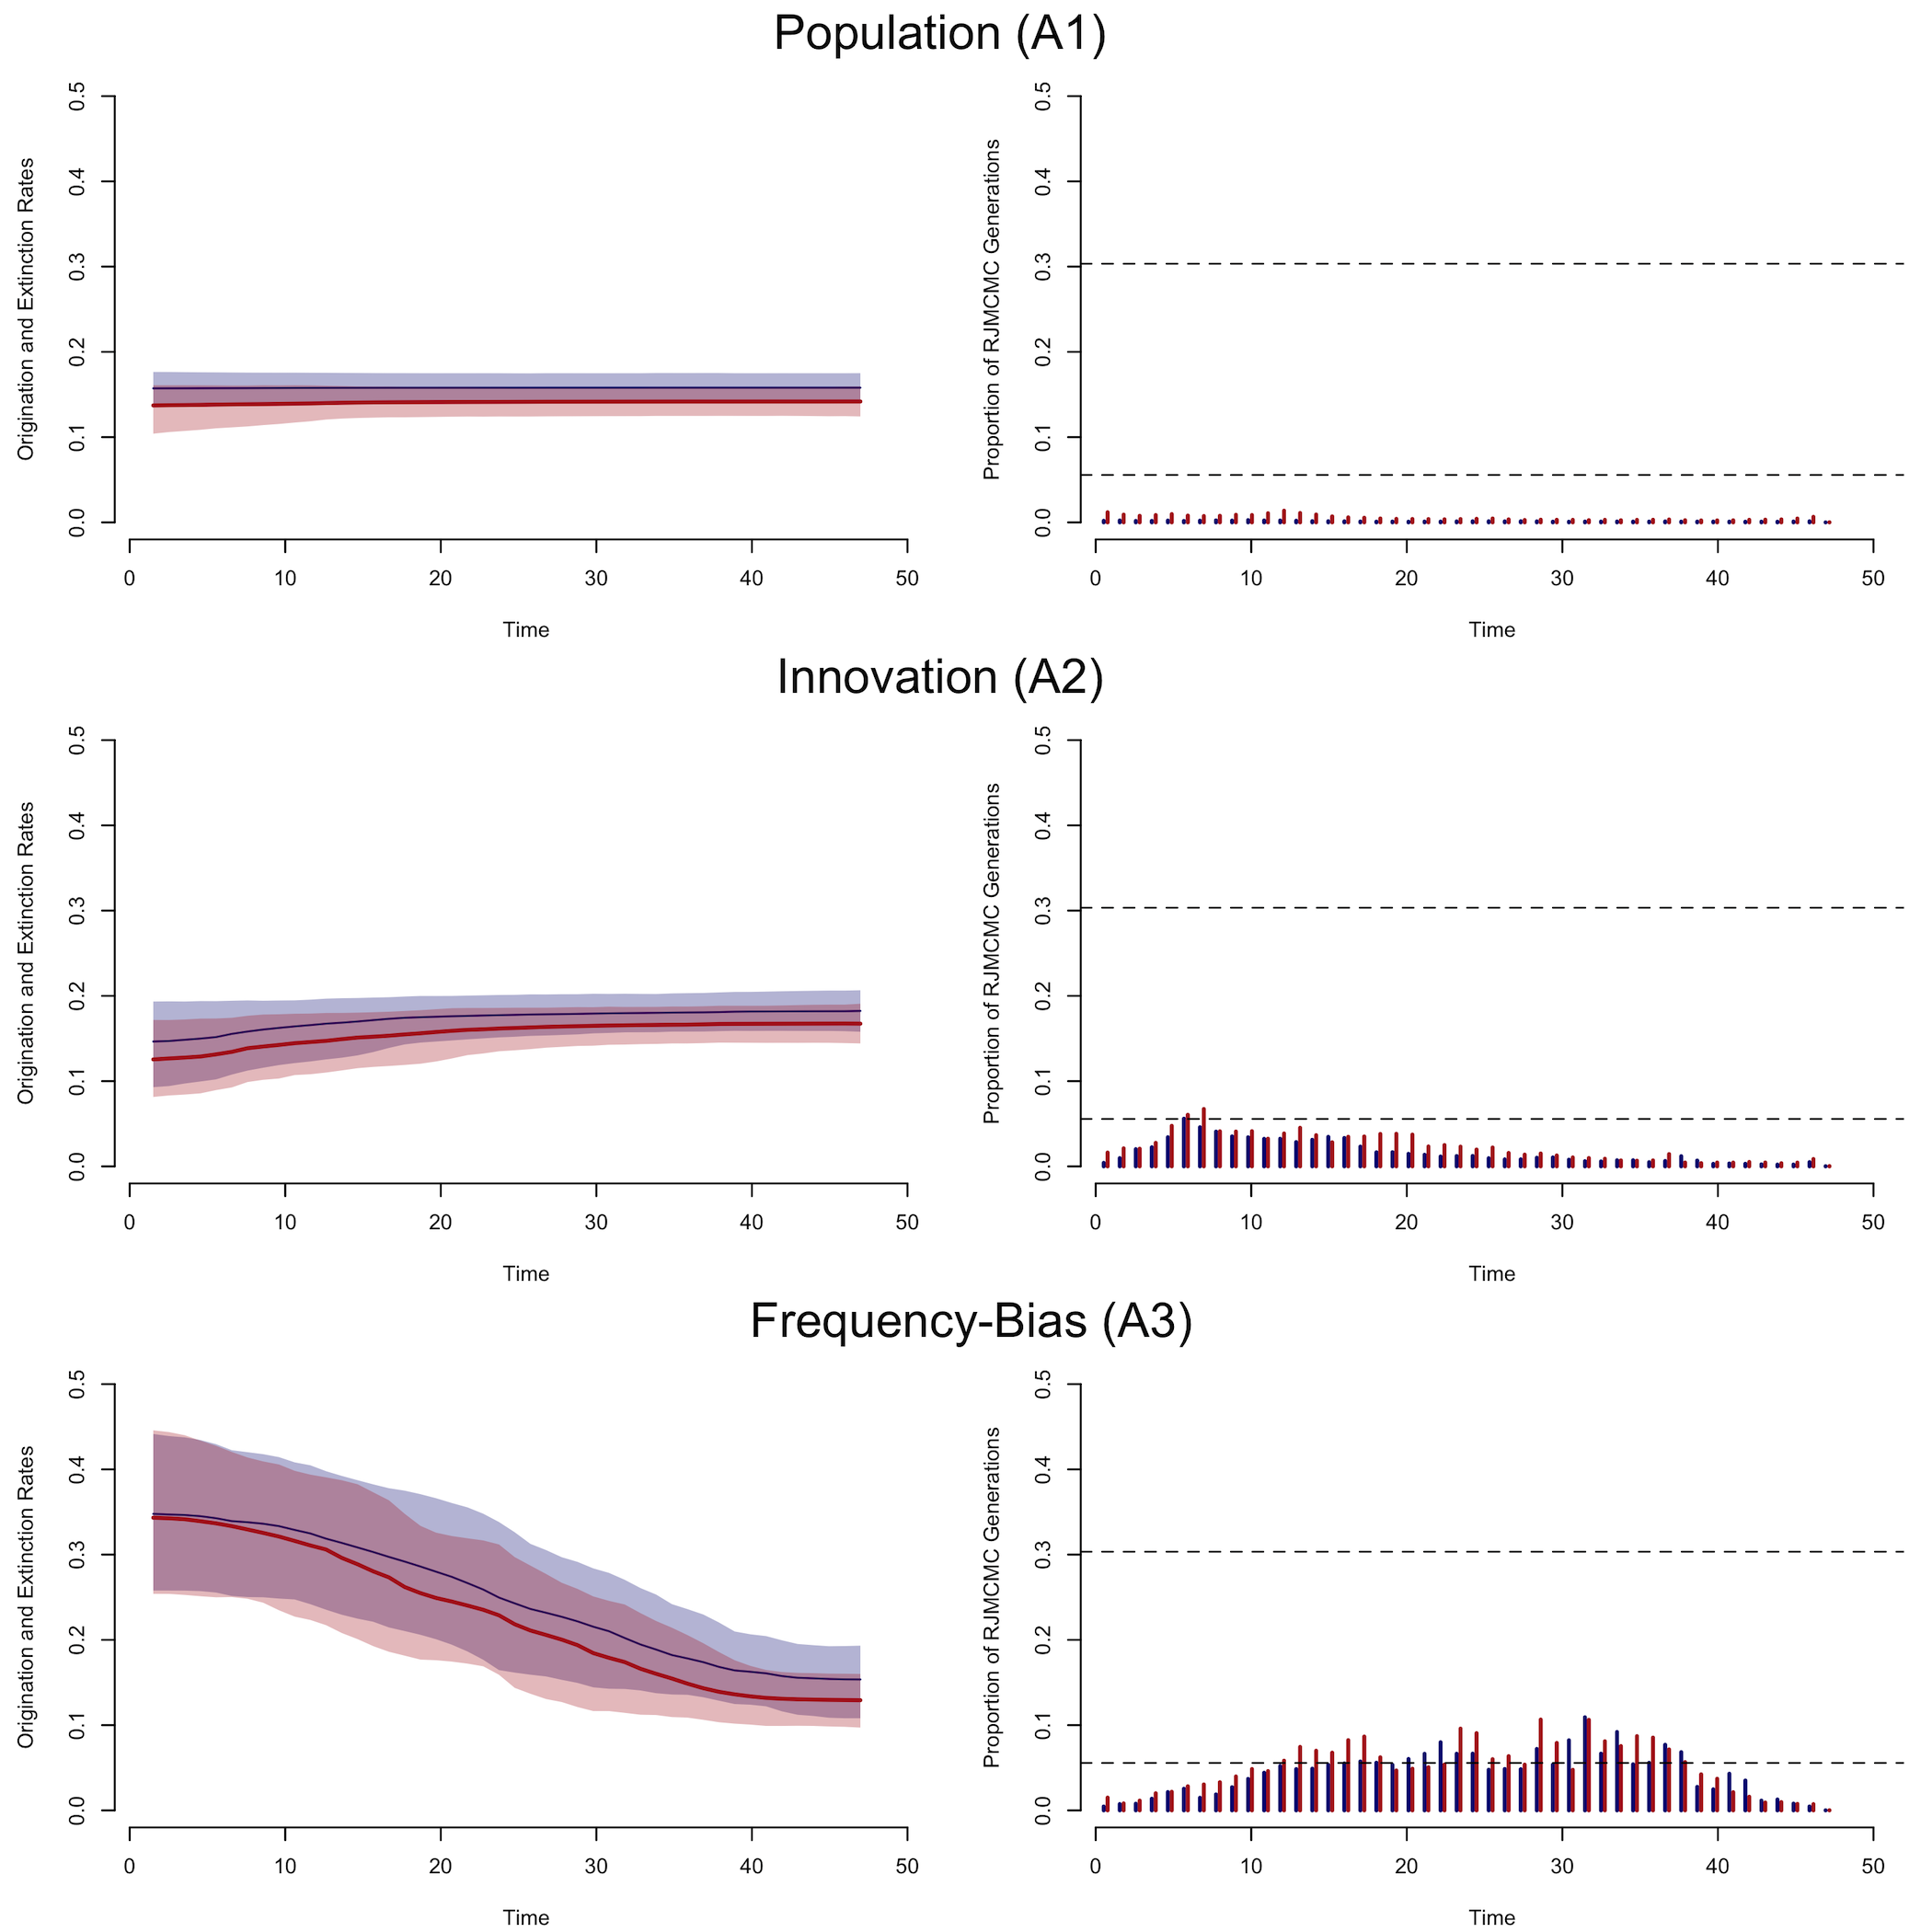 Population (A1)
Origination and Extinction Rates
0.0 0.1 0.2 0.3 0.4 0.5
0 10 20 30 40 50
Time
Proportion of RJMCMC Generations
0.0 0.1 0.2 0.3 0.4 0.5
0 10 20 30 40 50
Time
Innovation (A2)
Origination and Extinction Rates
0.0 0.1 0.2 0.3 0.4 0.5
0 10 20 30 40 50
Time
Proportion of RJMCMC Generations
0.0 0.1 0.2 0.3 0.4 0.5
0 10 20 30 40 50
Time
Frequency-Bias (A3)
Origination and Extinction Rates
0.0 0.1 0.2 0.3 0.4 0.5
0 10 20 30 40 50
Time
Proportion of RJMCMC Generations
0.0 0.1 0.2 0.3 0.4 0.5
0 10 20 30 40 50
Time